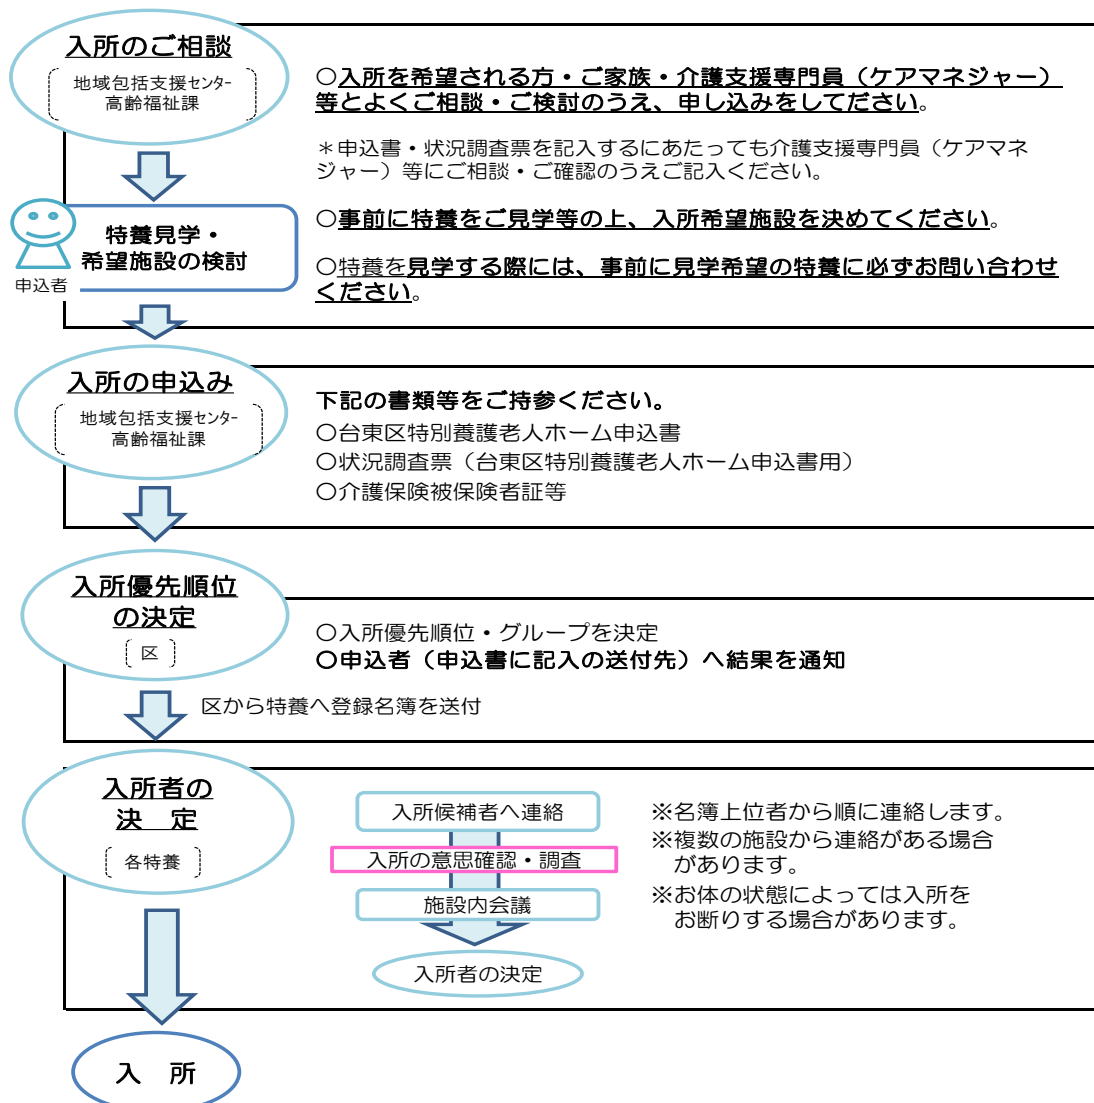 入所のご相談
地域包括支援センター
高齢福祉課
○入所を希望される方・ご家族・介護支援専門員（ケアマネジャー）
等とよくご相談・ご検討のうえ、申し込みをしてださい。
＊申込書・状況調査票を記入するにあたっても介護支援専門員（ケアマネ
ジャー）等にご相談・ご確認のうえご記入ください。
特養見学・
希望施設の検討
申込者
○事前に特養をご見学等の上、入所希望施設を決めてください。
○特養を見学する際には、事前に見学希望の特養に必ずお問い合わせ
ください。
入所の申込み
地域包括支援センター
高齢福祉課
下記の書類等をご持参ください。
○台東区特別養護老人ホーム申込書
○状況調査票（台東区特別養護老人ホーム申込書用）
○介護保険被保険者証等
入所優先順位
の決定
区
○入所優先順位・グループを決定
○申込者（申込書に記入の送付先）へ結果を通知
区から特養へ登録名簿を送付
入所者の
決　定
各特養
入所候補者へ連絡
入所の意思確認・調査
施設内会議
入所者の決定
※名簿上位者から順に連絡します。
※複数の施設から連絡がある場合
があります。
※お体の状態によっては入所を
お断りする場合があります。
入　所